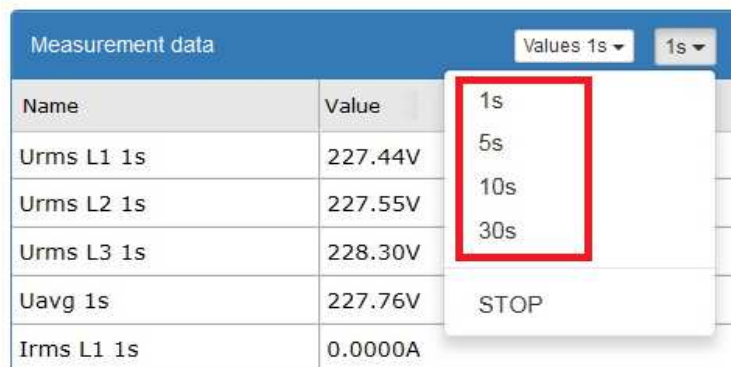 Measurement data Values 1s 1s
Name Value
1s
5s
10s
30s
STOP
Urms L1 1s 227.44V
Urms L2 1s 227.55V
Urms L3 1s 228.30V
Uavg 1s 227.76V
Irms L1 1s 0.0000A